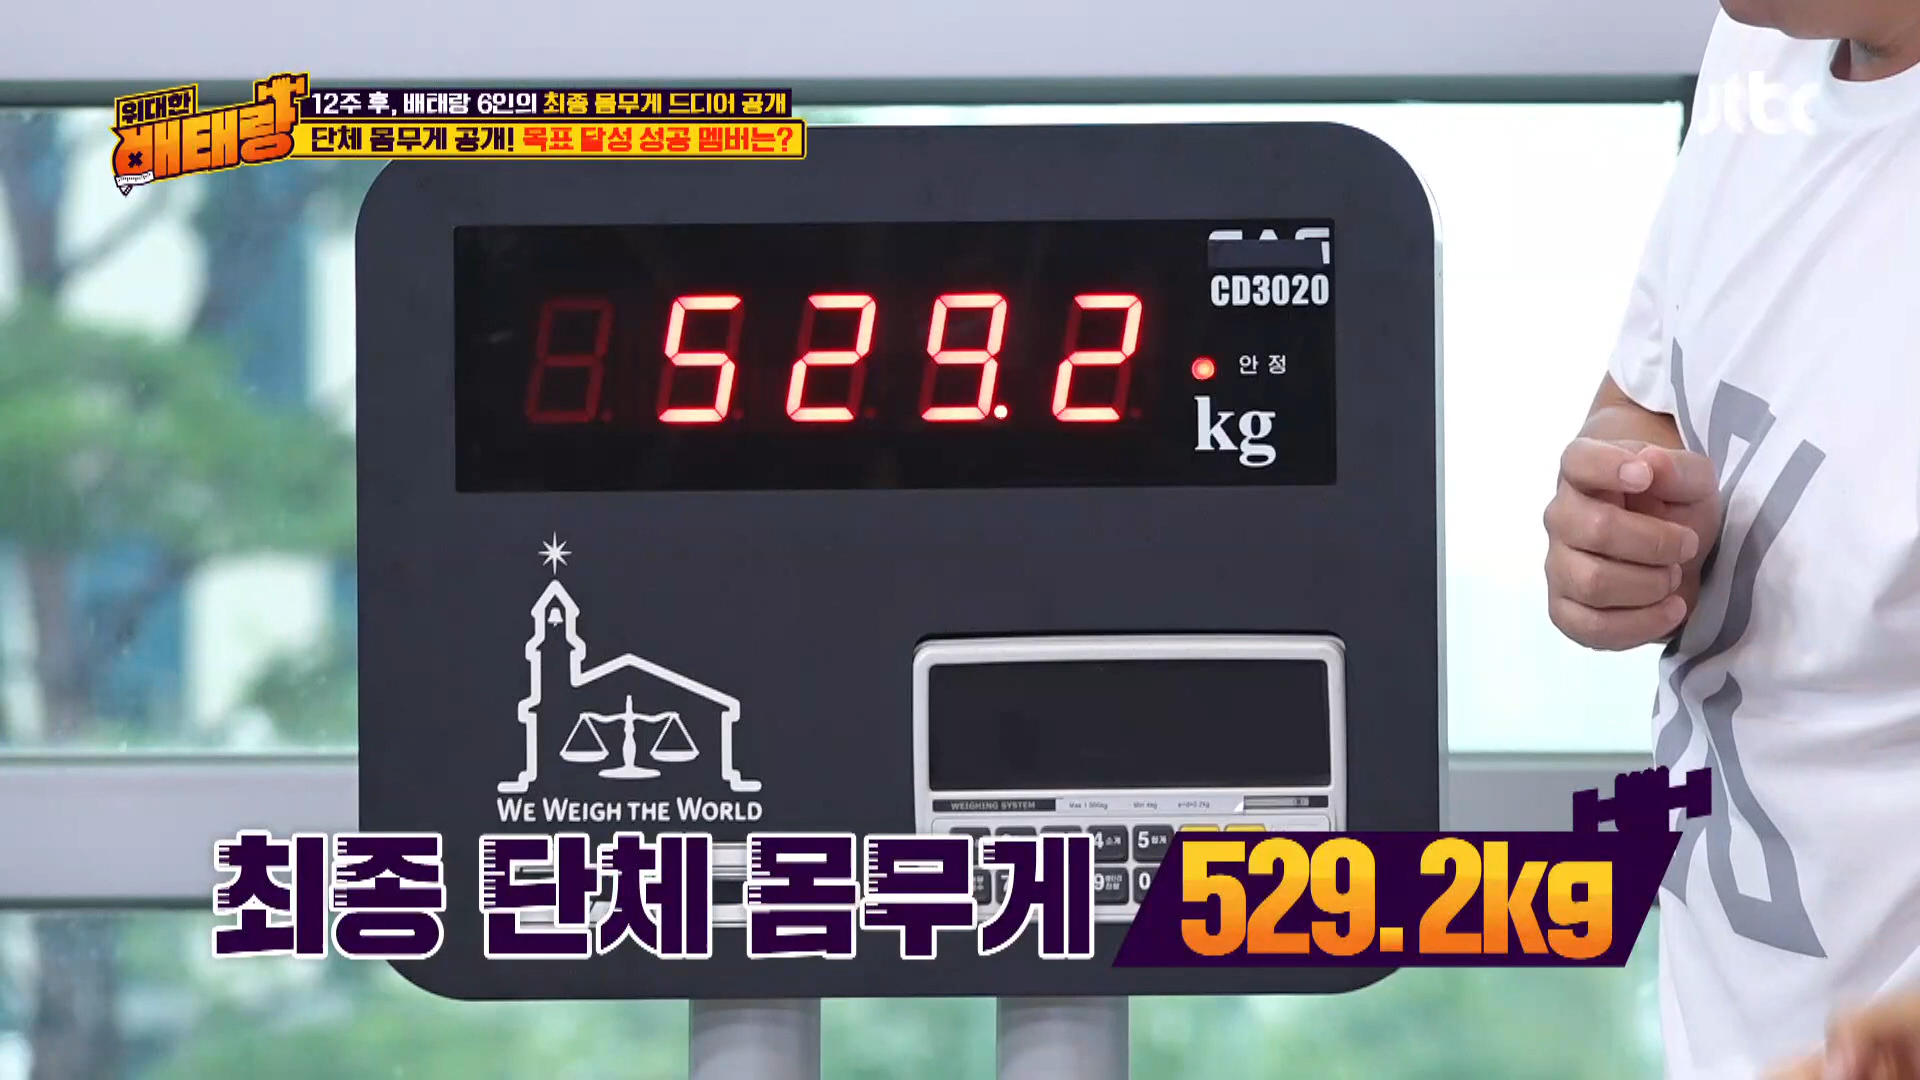 위대한
배태랑
12주 후, 배태랑 6인의 최종 몸무게 드디어 공개
단체 몸무게 공개! 목표 달성 성공 멤버는?
jtbc
CD3020
529.2
안정
kg
WE WEIGH THE WORLD
WEIGHING SYSTEM
최종 단체 몸무게 529.2kg